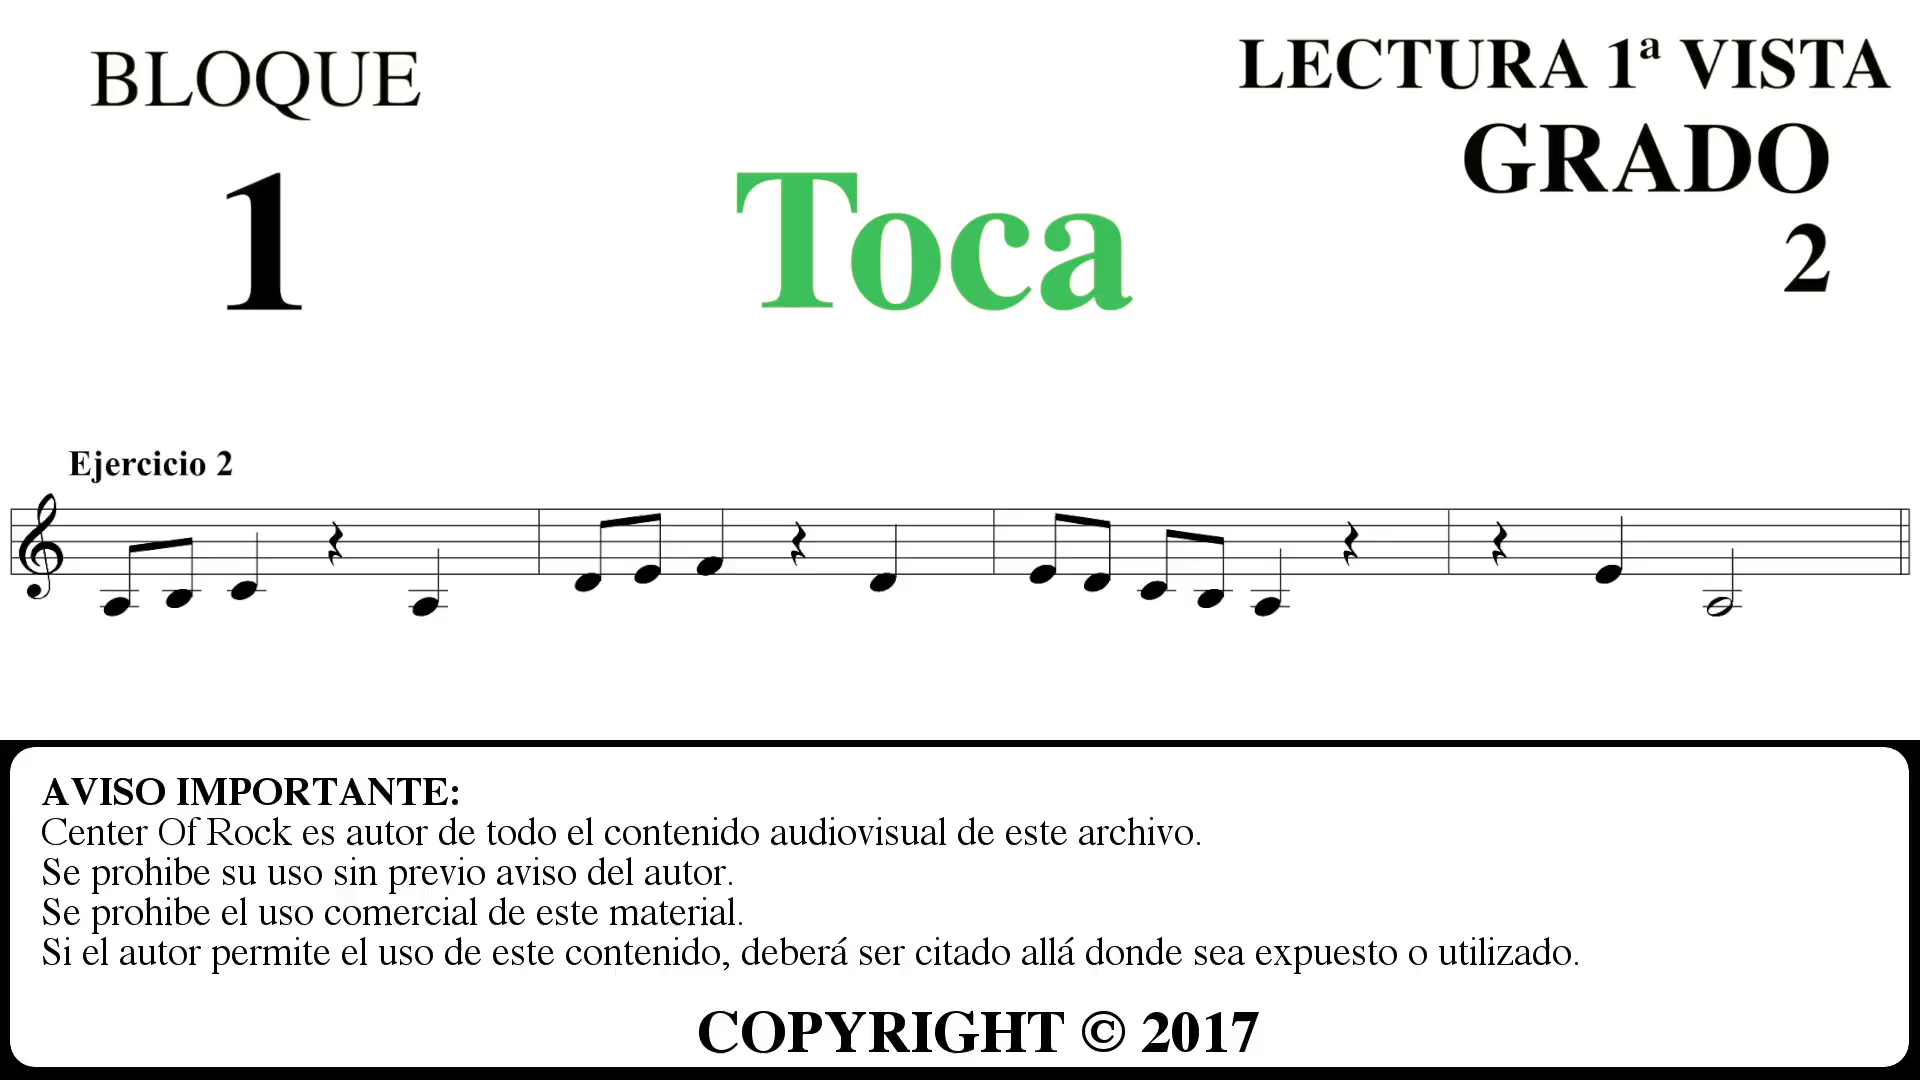 BLOQUE
1
Toca
LECTURA 1ª VISTA
GRADO
2
Ejercicio 2
AVISO IMPORTANTE:
Center Of Rock es autor de todo el contenido audiovisual de este archivo.
Se prohibe su uso sin previo aviso del autor.
Se prohibe el uso comercial de este material.
Si el autor permite el uso de este contenido, deberá ser citado allá donde sea expuesto o utilizado.
COPYRIGHT © 2017